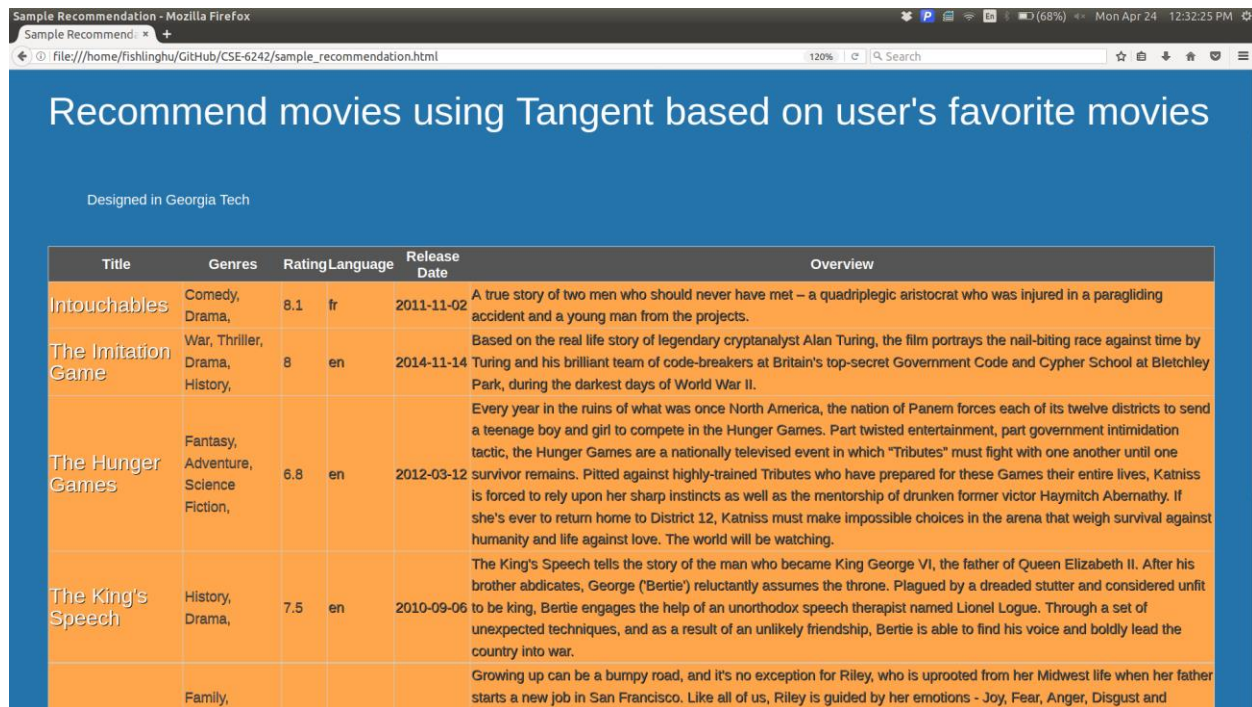 Sample Recommendation - Mozilla Firefox
P
En
(68%)
Mon Apr 24 12:32:25 PM
Sample Recommenda × +
file:///home/fishlinghu/GitHub/CSE-6242/sample_recommendation.html
120%
Search
Recommend movies using Tangent based on user's favorite movies
Designed in Georgia Tech
Title Genres Rating Language Release Date Overview
Intouchables
Comedy,
Drama,
8.1
fr
2011-11-02
A true story of two men who should never have met – a quadriplegic aristocrat who was injured in a paragliding
accident and a young man from the projects.
The Imitation
Game
War, Thriller,
Drama,
History,
8
en
2014-11-14
Based on the real life story of legendary cryptanalyst Alan Turing, the film portrays the nail-biting race against time by
Turing and his brilliant team of code-breakers at Britain's top-secret Government Code and Cypher School at Bletchley
Park, during the darkest days of World War II.
The Hunger
Games
Fantasy,
Adventure,
Science
Fiction,
6.8
en
2012-03-12
Every year in the ruins of what was once North America, the nation of Panem forces each of its twelve districts to send
a teenage boy and girl to compete in the Hunger Games. Part twisted entertainment, part government intimidation
tactic, the Hunger Games are a nationally televised event in which "Tributes" must fight with one another until one
survivor remains. Pitted against highly-trained Tributes who have prepared for these Games their entire lives, Katniss
is forced to rely upon her sharp instincts as well as the mentorship of drunken former victor Haymitch Abernathy. If
she's ever to return home to District 12, Katniss must make impossible choices in the arena that weigh survival against
humanity and life against love. The world will be watching.
The King's
Speech
History,
Drama,
7.5
en
2010-09-06
The King's Speech tells the story of the man who became King George VI, the father of Queen Elizabeth II. After his
brother abdicates, George ('Bertie') reluctantly assumes the throne. Plagued by a dreaded stutter and considered unfit
to be king, Bertie engages the help of an unorthodox speech therapist named Lionel Logue. Through a set of
unexpected techniques, and as a result of an unlikely friendship, Bertie is able to find his voice and boldly lead the
country into war.
Family,
Growing up can be a bumpy road, and it's no exception for Riley, who is uprooted from her Midwest life when her father
starts a new job in San Francisco. Like all of us, Riley is guided by her emotions - Joy, Fear, Anger, Disgust and